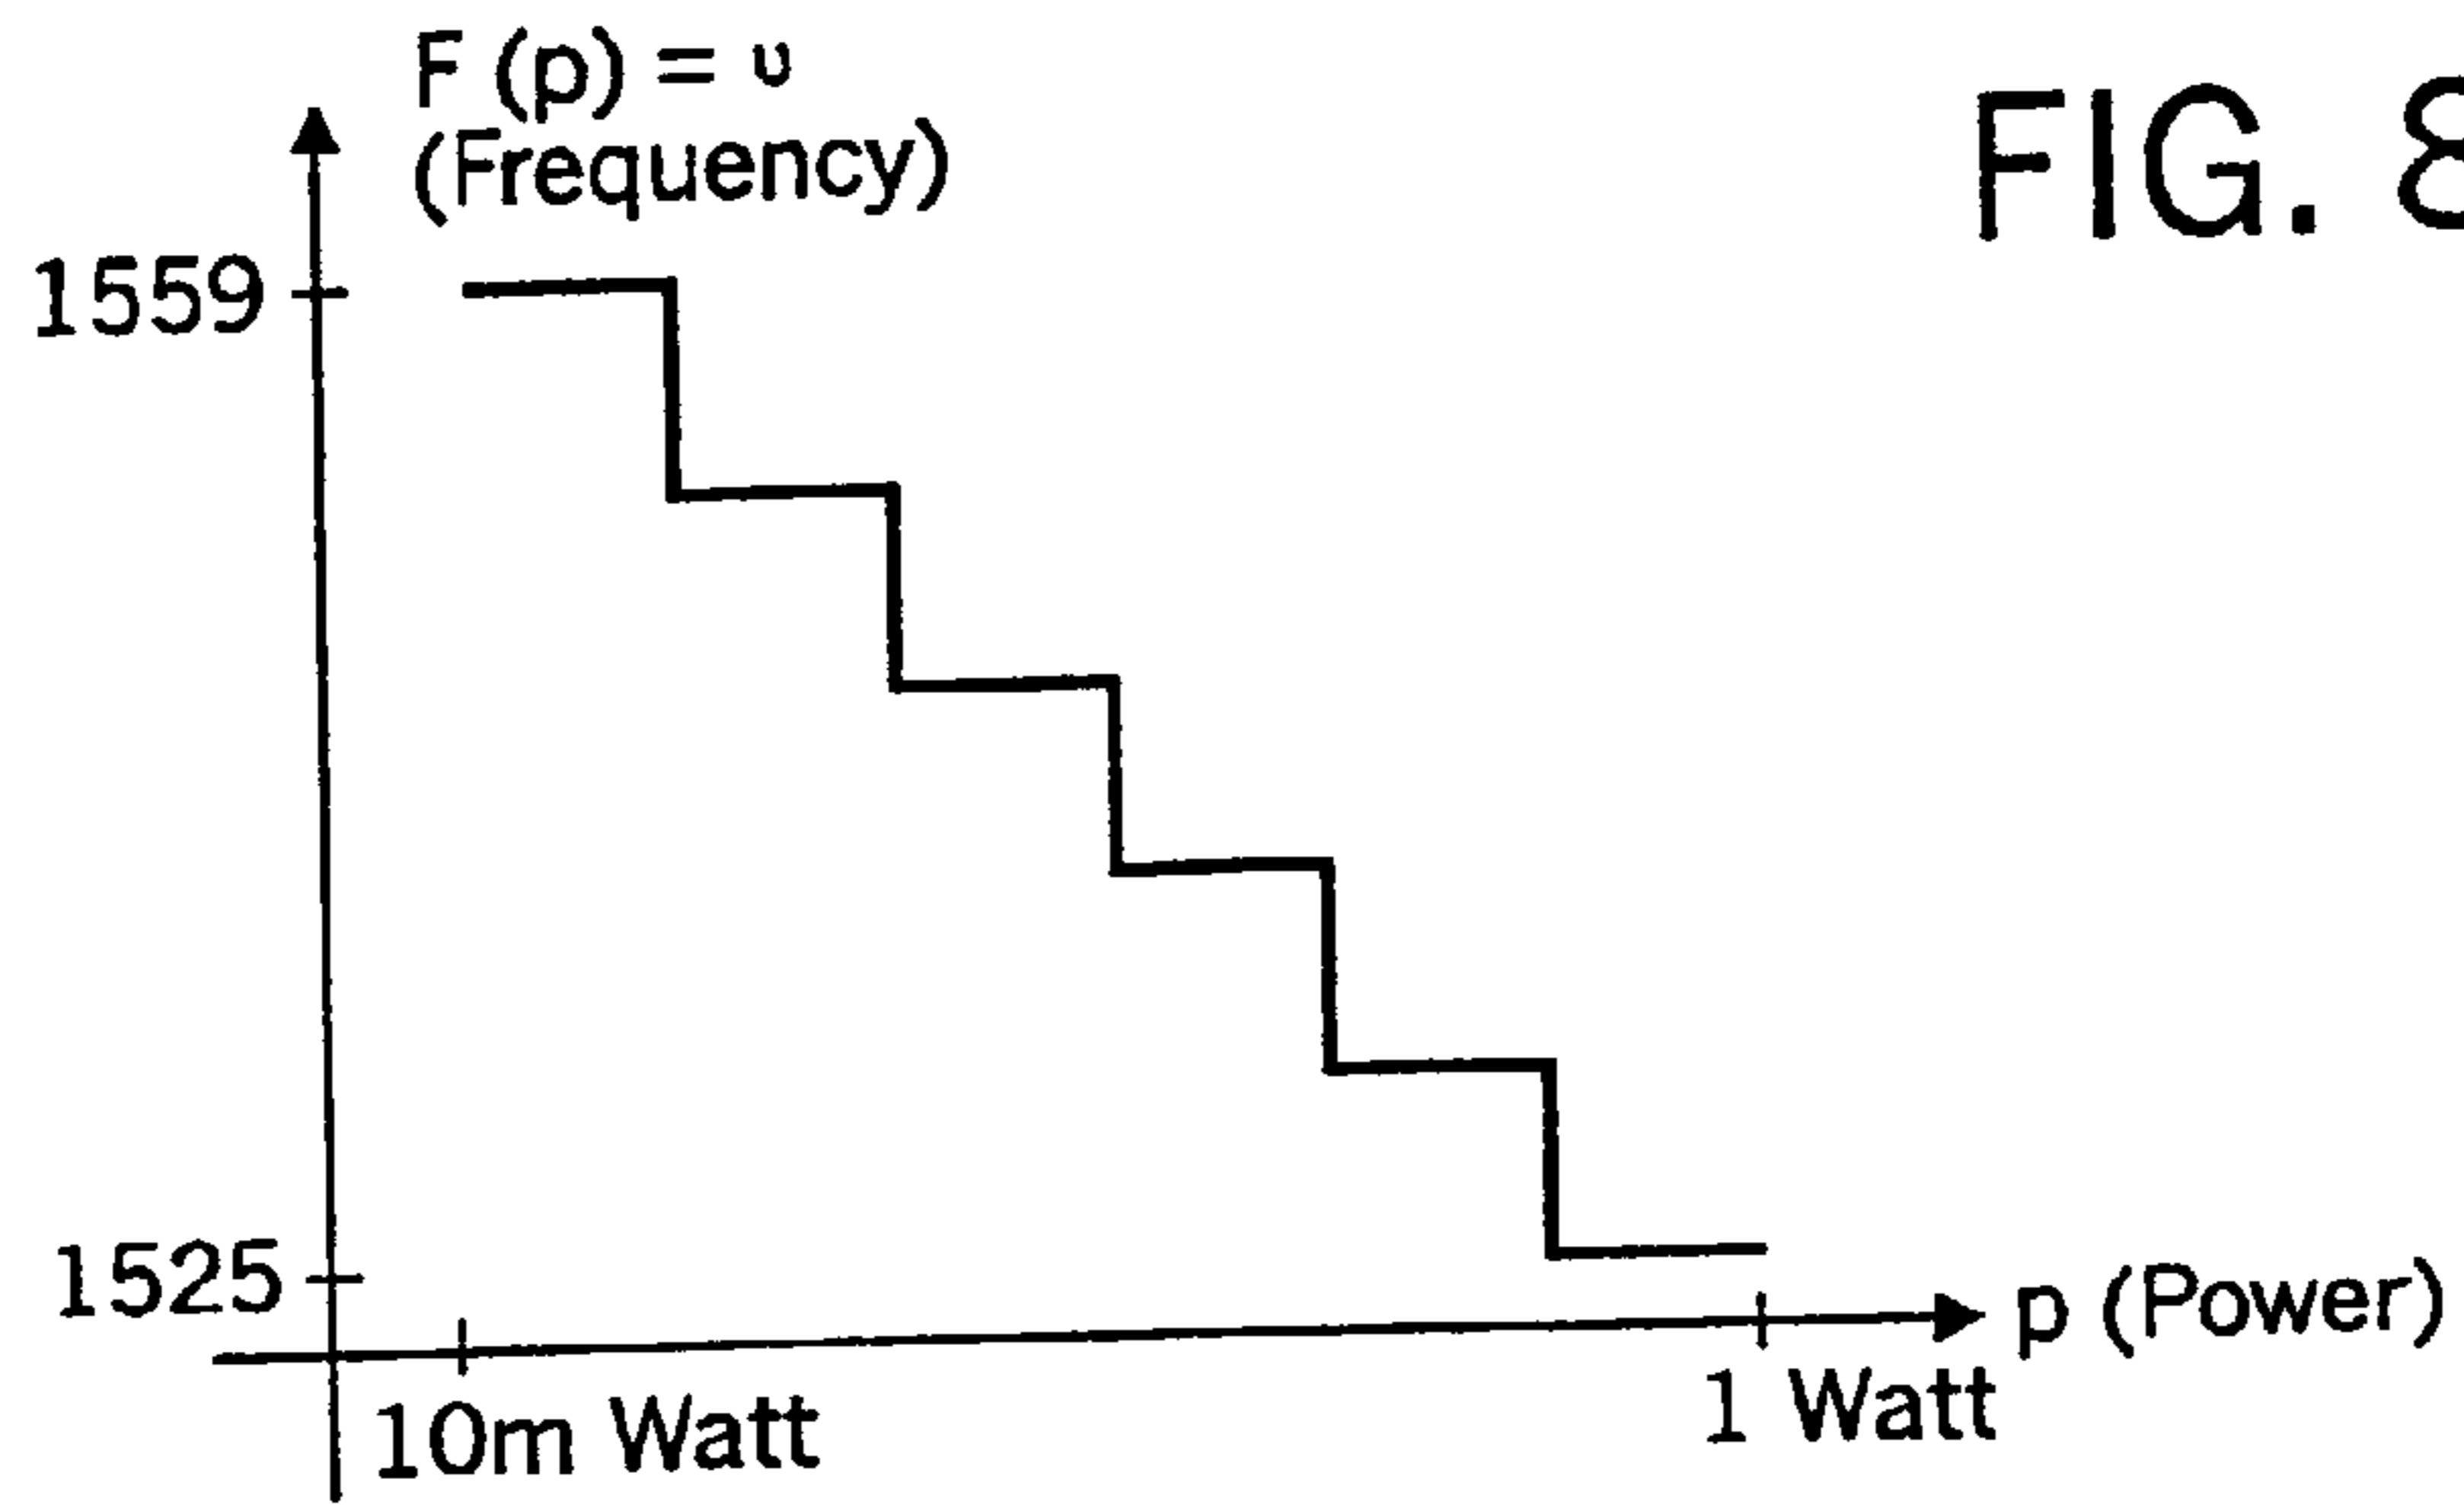 F (p) = υ
(Frequency)
FIG. 8
1559
1525
10m Watt
1 Watt
p (Power)